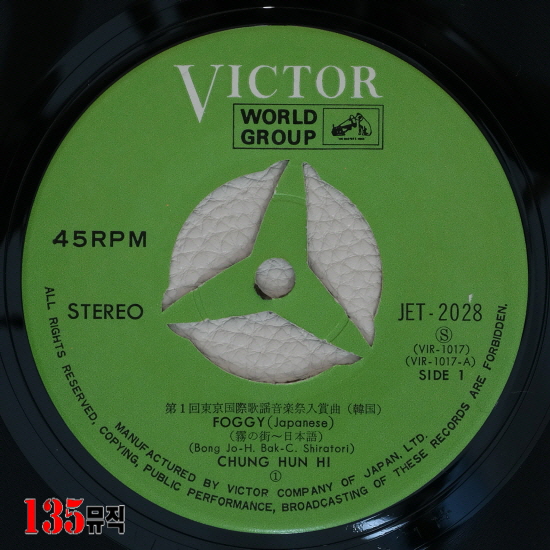 VICTOR
WORLD
GROUP
45RPM
STEREO
JET-2028
Ⓢ
(VIR-1017)
(VIR-1017-A)
SIDE 1
第1回東京国際歌謡音楽祭入賞曲 (韓国)
FOGGY (Japanese)
(霧の街～日本語)
(Bong Jo-H. Bak-C. Shiratori)
CHUNG HUN HI
①
ALL RIGHTS RESERVED.
MANUFACTURED BY VICTOR COMPANY OF JAPAN, LTD.
COPYING, PUBLIC PERFORMANCE, BROADCASTING OF THESE RECORDS ARE FORBIDDEN.
135뮤직